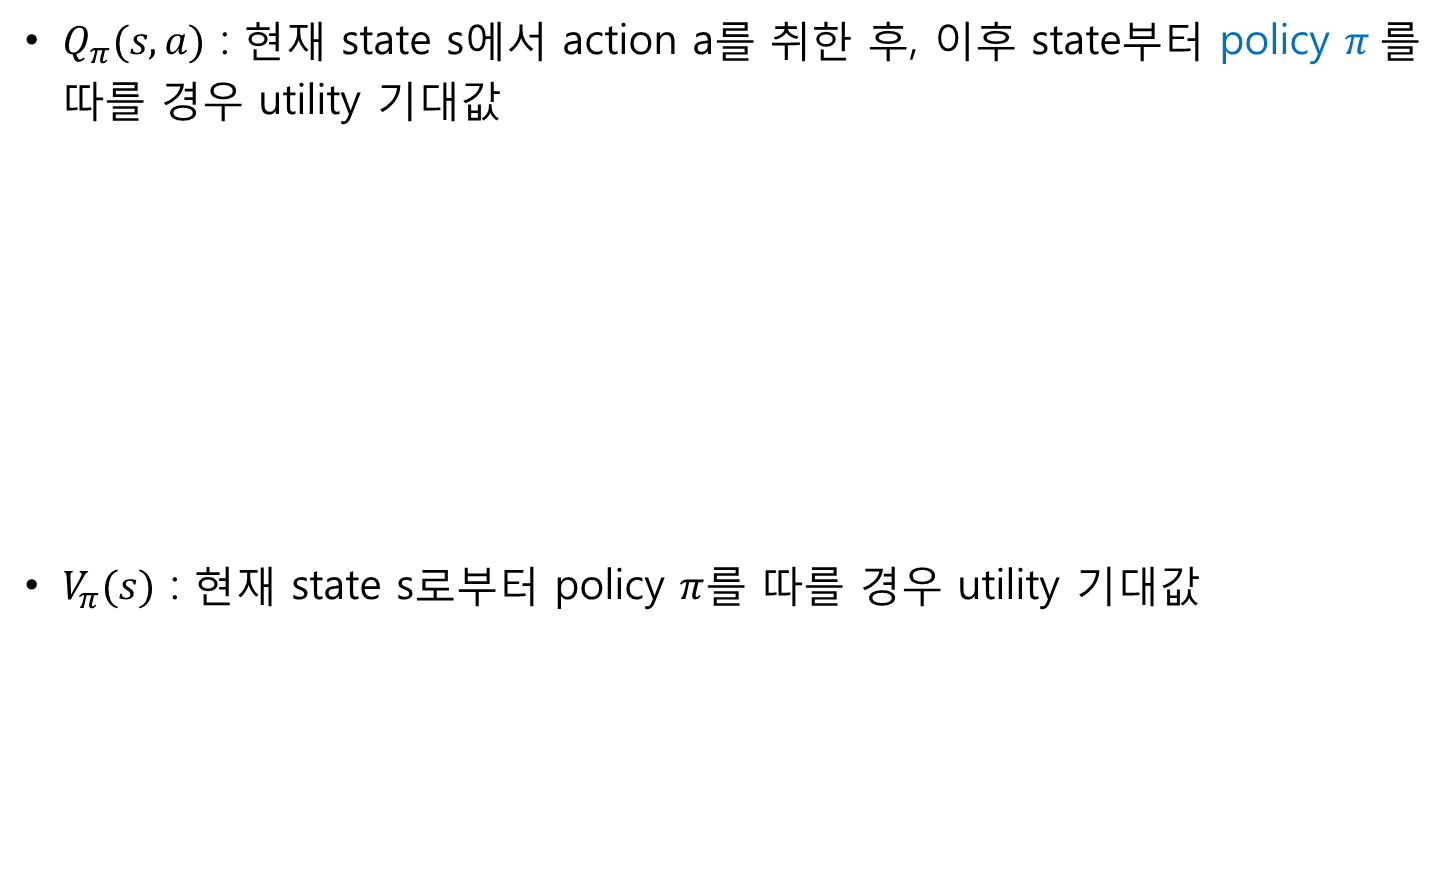 • 𝑄𝜋(𝑠, 𝑎) : 현재 state s에서 action a를 취한 후, 이후 state부터 policy 𝜋 를
따를 경우 utility 기대값
• 𝑉𝜋(𝑠) : 현재 state s로부터 policy 𝜋를 따를 경우 utility 기대값